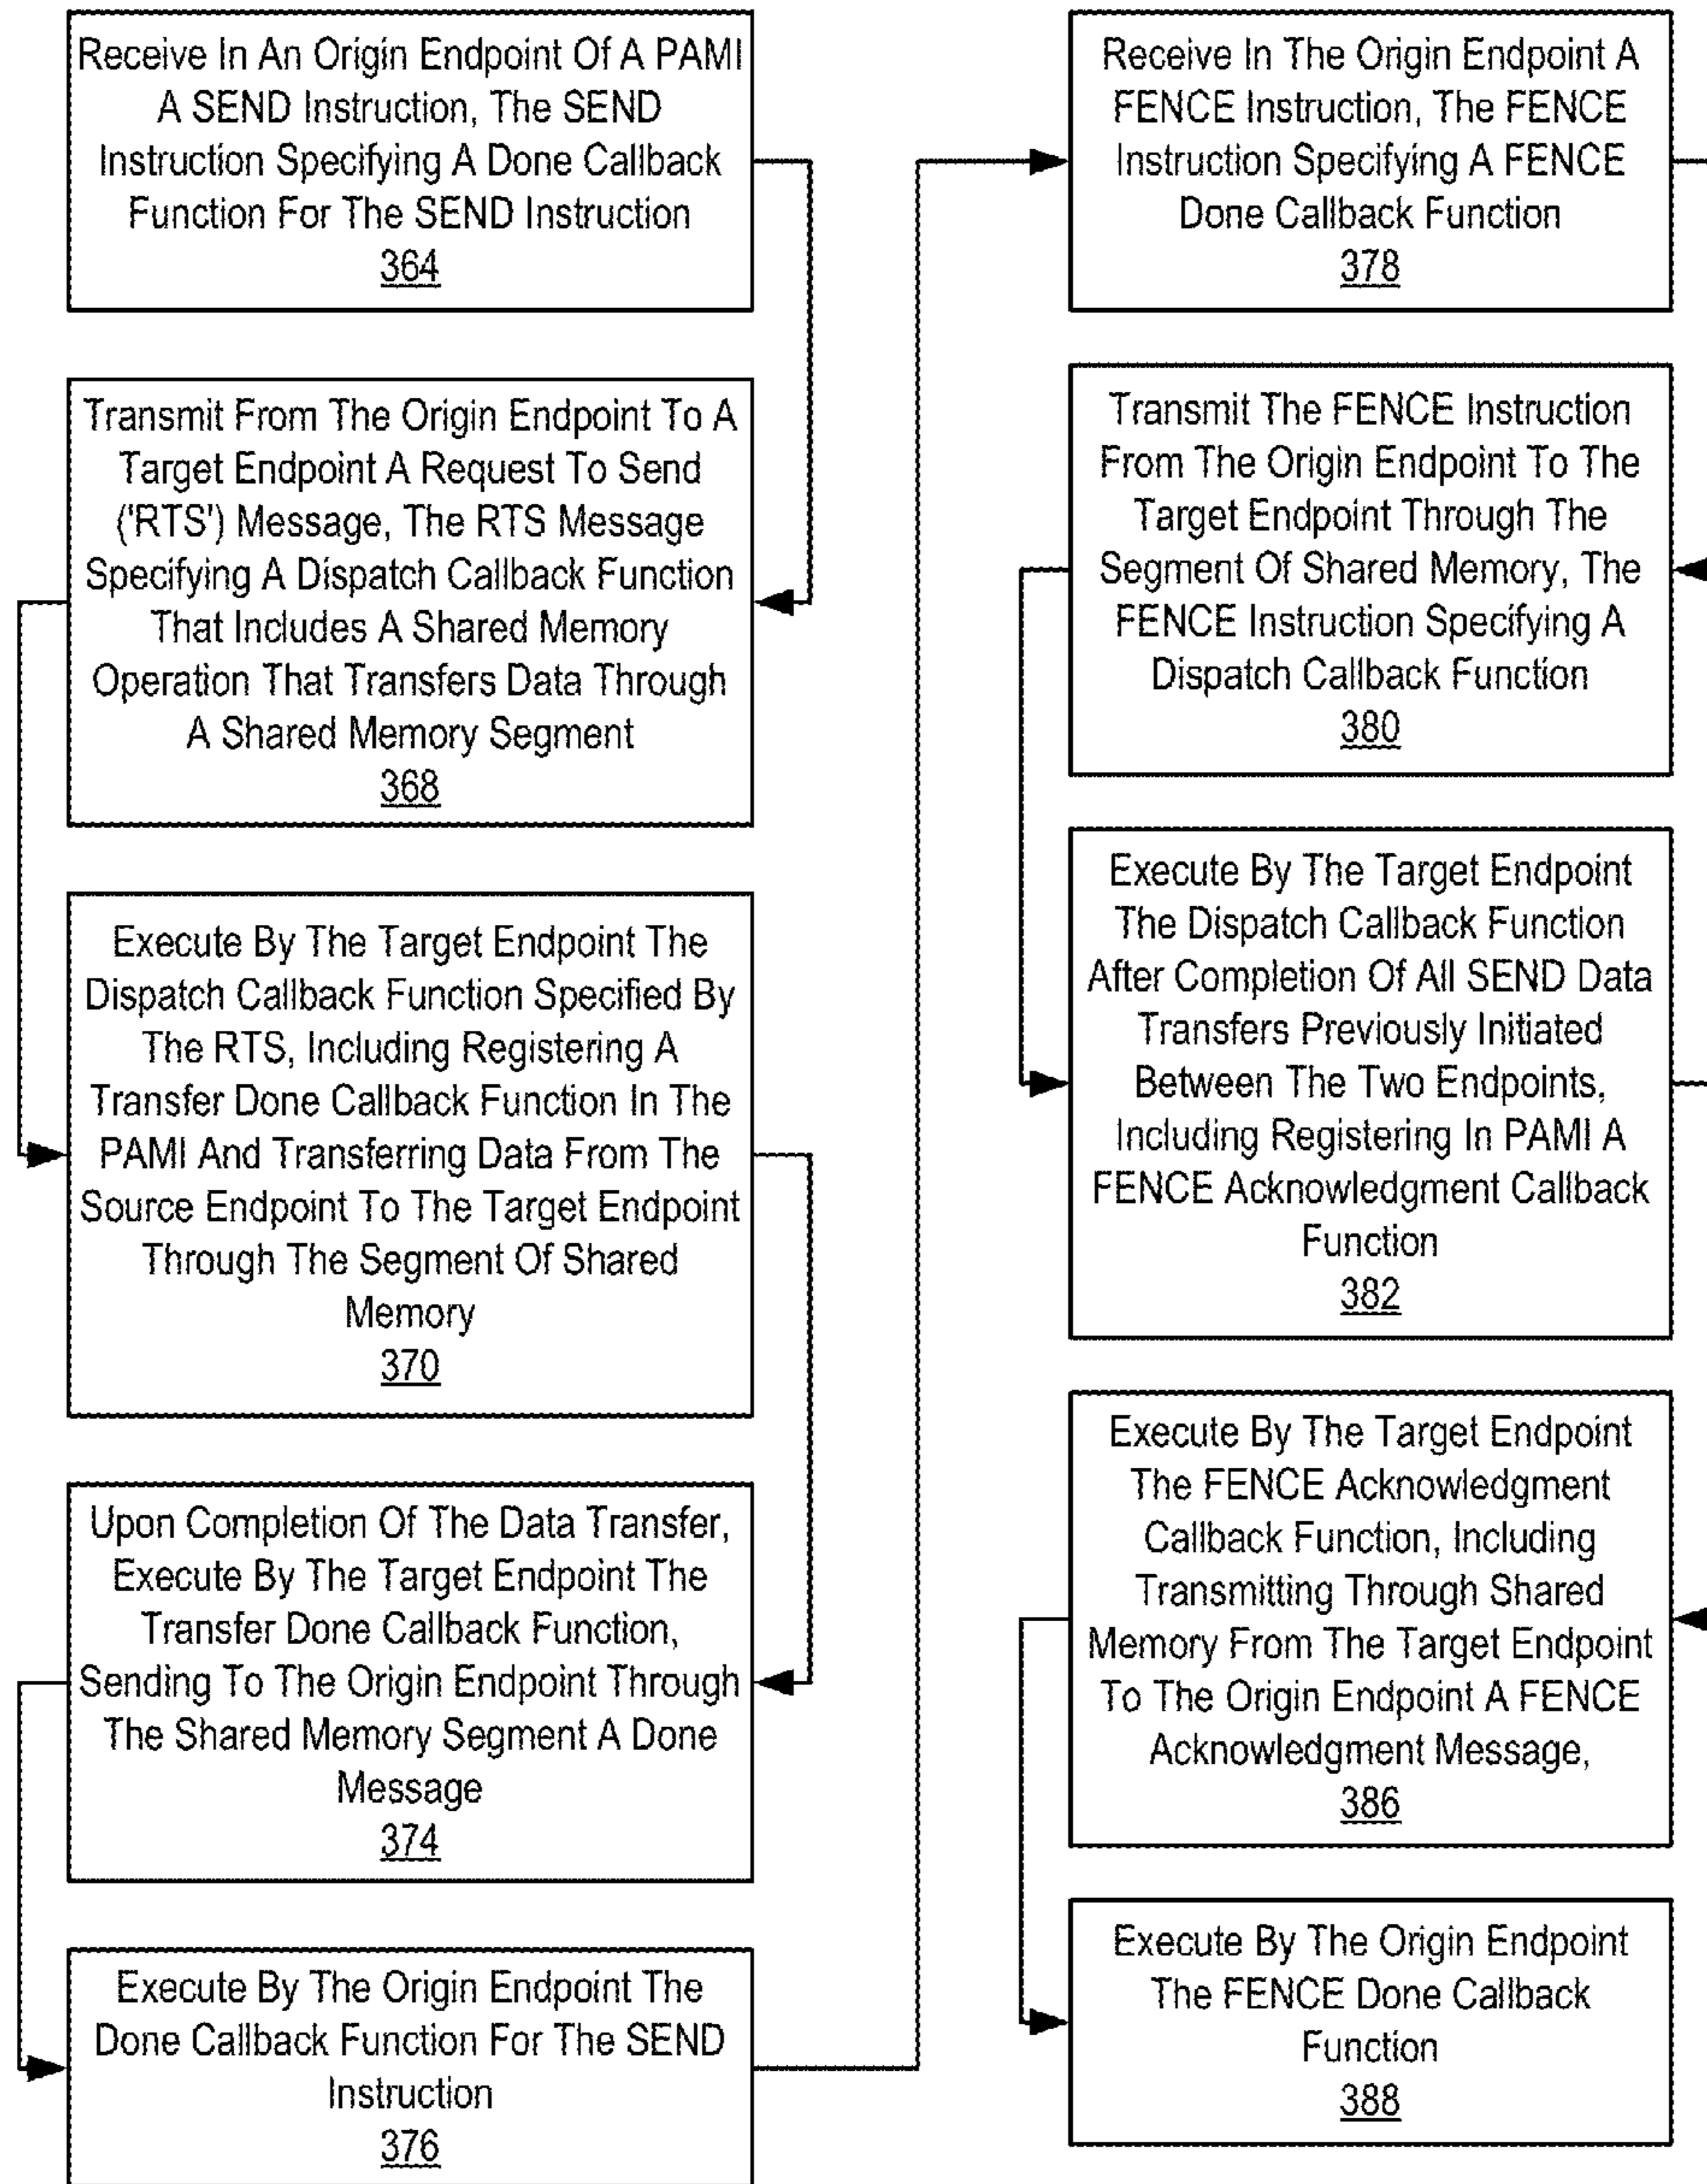 Receive In An Origin Endpoint Of A PAMI
A SEND Instruction, The SEND
Instruction Specifying A Done Callback
Function For The SEND Instruction
364
Transmit From The Origin Endpoint To A
Target Endpoint A Request To Send
('RTS') Message, The RTS Message
Specifying A Dispatch Callback Function
That Includes A Shared Memory
Operation That Transfers Data Through
A Shared Memory Segment
368
Execute By The Target Endpoint The
Dispatch Callback Function Specified By
The RTS, Including Registering A
Transfer Done Callback Function In The
PAMI And Transferring Data From The
Source Endpoint To The Target Endpoint
Through The Segment Of Shared
Memory
370
Upon Completion Of The Data Transfer,
Execute By The Target Endpoint The
Transfer Done Callback Function,
Sending To The Origin Endpoint Through
The Shared Memory Segment A Done
Message
374
Execute By The Origin Endpoint The
Done Callback Function For The SEND
Instruction
376
Receive In The Origin Endpoint A
FENCE Instruction, The FENCE
Instruction Specifying A FENCE
Done Callback Function
378
Transmit The FENCE Instruction
From The Origin Endpoint To The
Target Endpoint Through The
Segment Of Shared Memory, The
FENCE Instruction Specifying A
Dispatch Callback Function
380
Execute By The Target Endpoint
The Dispatch Callback Function
After Completion Of All SEND Data
Transfers Previously Initiated
Between The Two Endpoints,
Including Registering In PAMI A
FENCE Acknowledgment Callback
Function
382
Execute By The Target Endpoint
The FENCE Acknowledgment
Callback Function, Including
Transmitting Through Shared
Memory From The Target Endpoint
To The Origin Endpoint A FENCE
Acknowledgment Message,
386
Execute By The Origin Endpoint
The FENCE Done Callback
Function
388